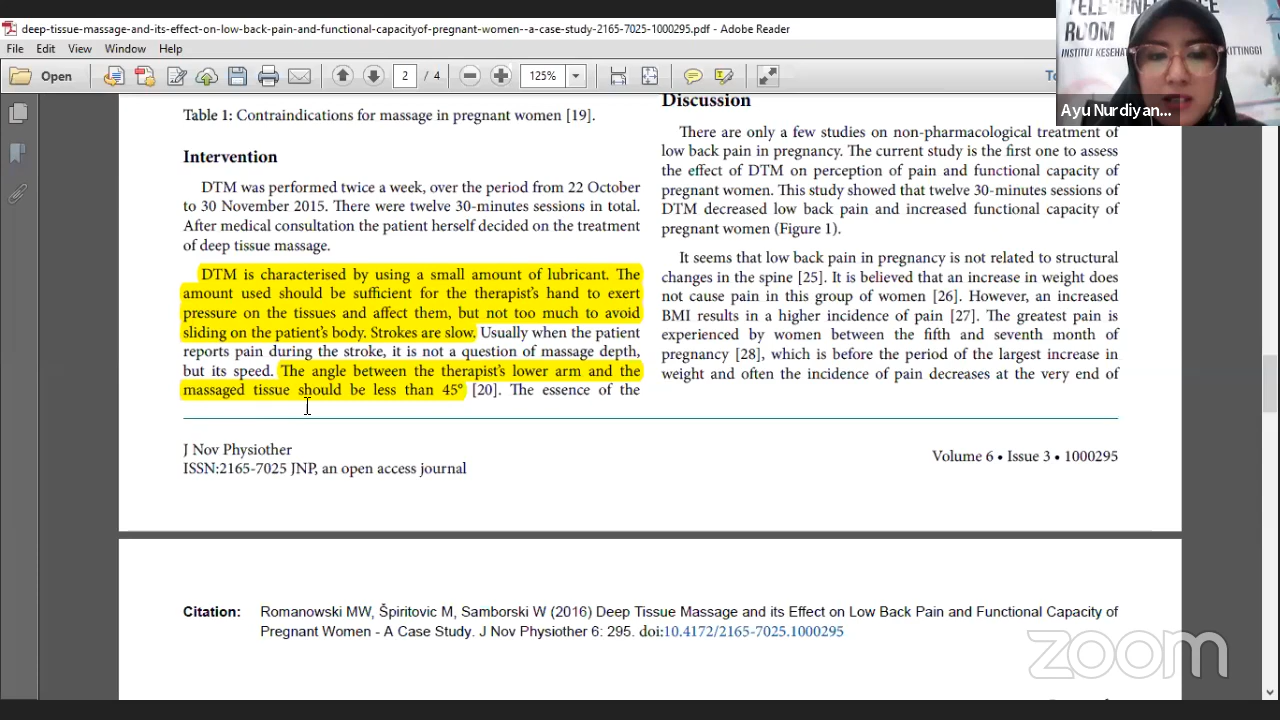 deep-tissue-massage-and-its-effect-on-low-back-pain-and-functional-capacityof-pregnant-women--a-case-study-2165-7025-1000295.pdf - Adobe Reader
File Edit View Window Help
Open 2 / 4 125%
TELECONFERENCE
ROOM
INSTITUT KESEHAT
KITTINGGI
Ayu Nurdiyan...
Table 1: Contraindications for massage in pregnant women [19].
Intervention
DTM was performed twice a week, over the period from 22 October
to 30 November 2015. There were twelve 30-minutes sessions in total.
After medical consultation the patient herself decided on the treatment
of deep tissue massage.
DTM is characterised by using a small amount of lubricant. The
amount used should be sufficient for the therapist's hand to exert
pressure on the tissues and affect them, but not too much to avoid
sliding on the patient's body. Strokes are slow. Usually when the patient
reports pain during the stroke, it is not a question of massage depth,
but its speed. The angle between the therapist's lower arm and the
massaged tissue should be less than 45° [20]. The essence of the
Discussion
There are only a few studies on non-pharmacological treatment of
low back pain in pregnancy. The current study is the first one to assess
the effect of DTM on perception of pain and functional capacity of
pregnant women. This study showed that twelve 30-minutes sessions of
DTM decreased low back pain and increased functional capacity of
pregnant women (Figure 1).
It seems that low back pain in pregnancy is not related to structural
changes in the spine [25]. It is believed that an increase in weight does
not cause pain in this group of women [26]. However, an increased
BMI results in a higher incidence of pain [27]. The greatest pain is
experienced by women between the fifth and seventh month of
pregnancy [28], which is before the period of the largest increase in
weight and often the incidence of pain decreases at the very end of
J Nov Physiother
ISSN:2165-7025 JNP, an open access journal
Volume 6 • Issue 3 • 1000295
Citation: Romanowski MW, Špiritovic M, Samborski W (2016) Deep Tissue Massage and its Effect on Low Back Pain and Functional Capacity of
Pregnant Women - A Case Study. J Nov Physiother 6: 295. doi:10.4172/2165-7025.1000295
zoom